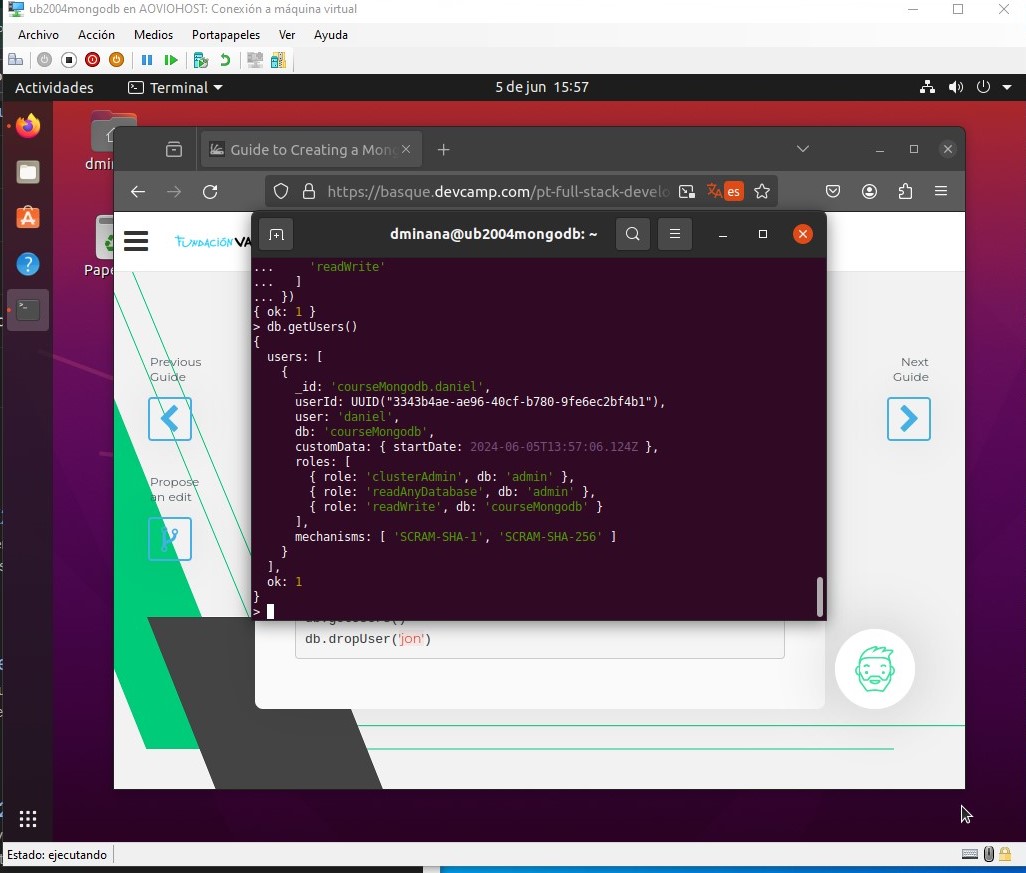 ub2004mongodb en AOVIOHOST: Conexión a máquina virtual
Archivo Acción Medios Portapapeles Ver Ayuda
Actividades Terminal 5 de jun 15:57
dmi
Pape
Guide to Creating a Mon
https://basque.devcamp.com/pt-full-stack-develo
es
FUNDACIÓN VA
dminana@ub2004mongodb: ~
... 'readWrite'
... ]
... })
{ ok: 1 }
> db.getUsers()
{
users: [
{
_id: 'courseMongodb.daniel',
userId: UUID("3343b4ae-ae96-40cf-b780-9fe6ec2bf4b1"),
user: 'daniel',
db: 'courseMongodb',
customData: { startDate: 2024-06-05T13:57:06.124Z },
roles: [
{ role: 'clusterAdmin', db: 'admin' },
{ role: 'readAnyDatabase', db: 'admin' },
{ role: 'readWrite', db: 'courseMongodb' }
],
mechanisms: [ 'SCRAM-SHA-1', 'SCRAM-SHA-256' ]
}
],
ok: 1
}
>
Previous
Guide
Next
Guide
Propose
an edit
db.dropUser('jon')
Estado: ejecutando